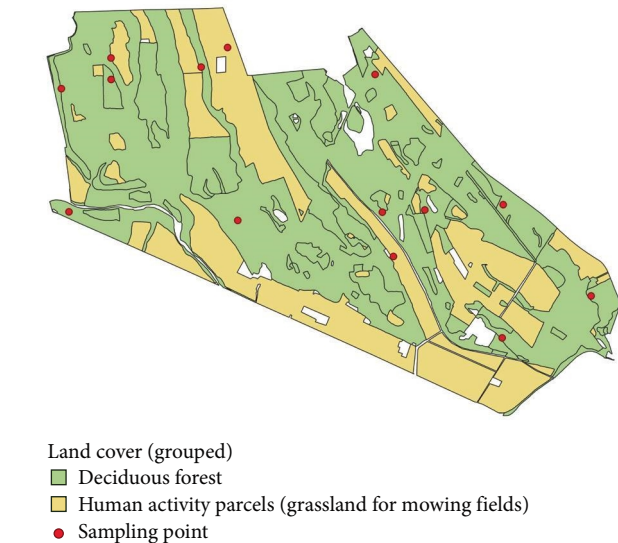 Land cover (grouped)
Deciduous forest
Human activity parcels (grassland for mowing fields)
Sampling point